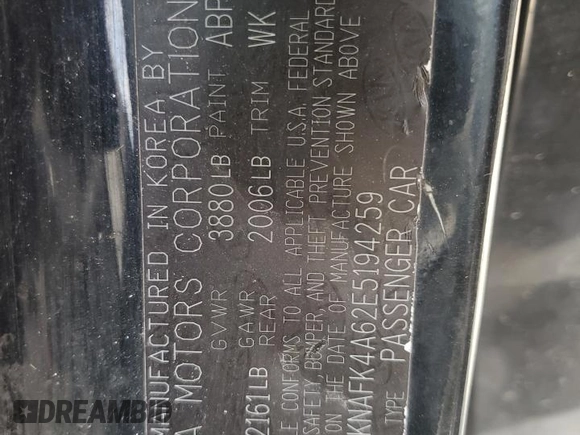 MANUFACTURED IN KOREA BY
A MOTORS CORPORATION
GVWR 3880LB PAINT ABP
2161LB GAWR REAR 2006LB TRIM WK
LE CONFORMS TO ALL APPLICABLE U.S.A. FEDERAL
SAFETY, BUMPER, AND THEFT PREVENTION STANDARD
ON THE DATE OF MANUFACTURE SHOWN ABOVE
KNAFK4A62E5194259
TYPE PASSENGER CAR
DREAMBID